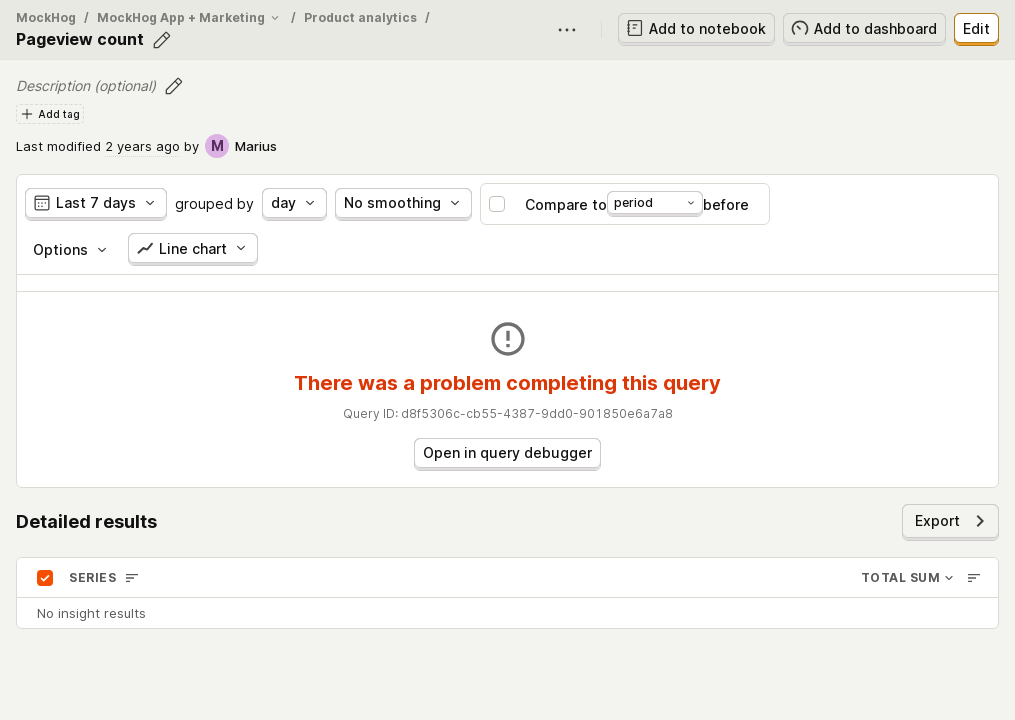 MockHog / MockHog App + Marketing / Product analytics /
Pageview count
Add to notebook
Add to dashboard
Edit
Description (optional)
Add tag
Last modified 2 years ago by M Marius
Last 7 days grouped by day No smoothing Compare to period before
Options Line chart
There was a problem completing this query
Query ID: d8f5306c-cb55-4387-9dd0-901850e6a7a8
Open in query debugger
Detailed results
Export
SERIES TOTAL SUM
No insight results